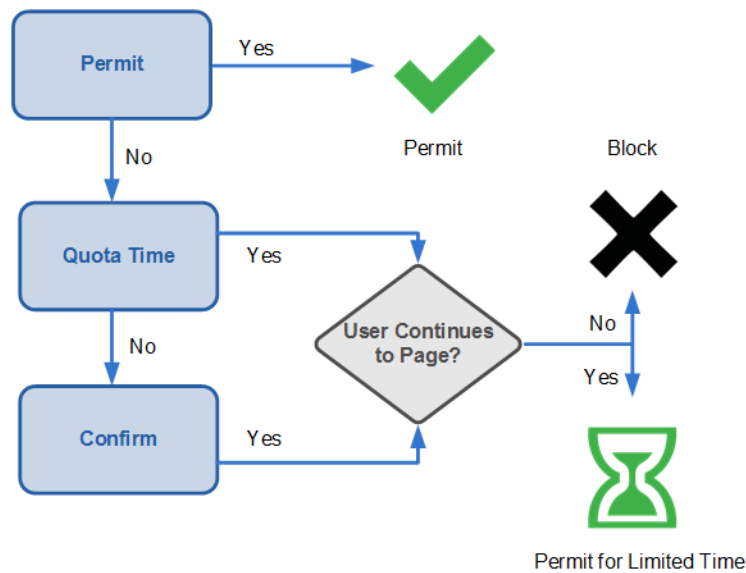 Permit
Yes
Permit
Block
No
Quota Time
Yes
User Continues
to Page?
No
Yes
No
Confirm
Yes
Permit for Limited Time